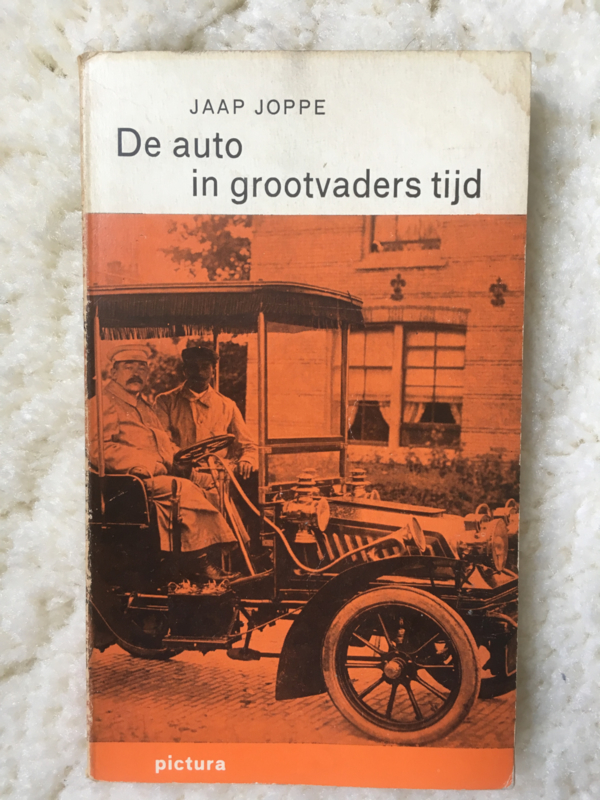 JAAP JOPPE
De auto
in grootvaders tijd
pictura